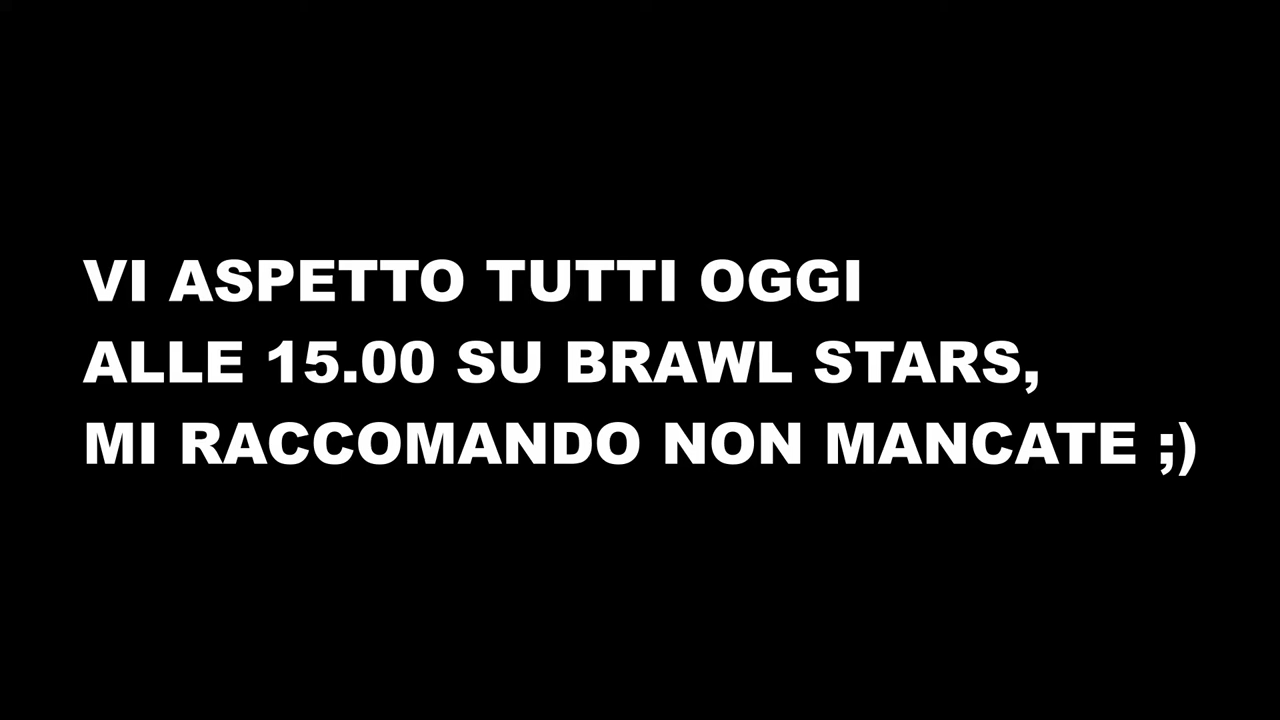 VI ASPETTO TUTTI OGGI
ALLE 15.00 SU BRAWL STARS,
MI RACCOMANDO NON MANCATE ;)